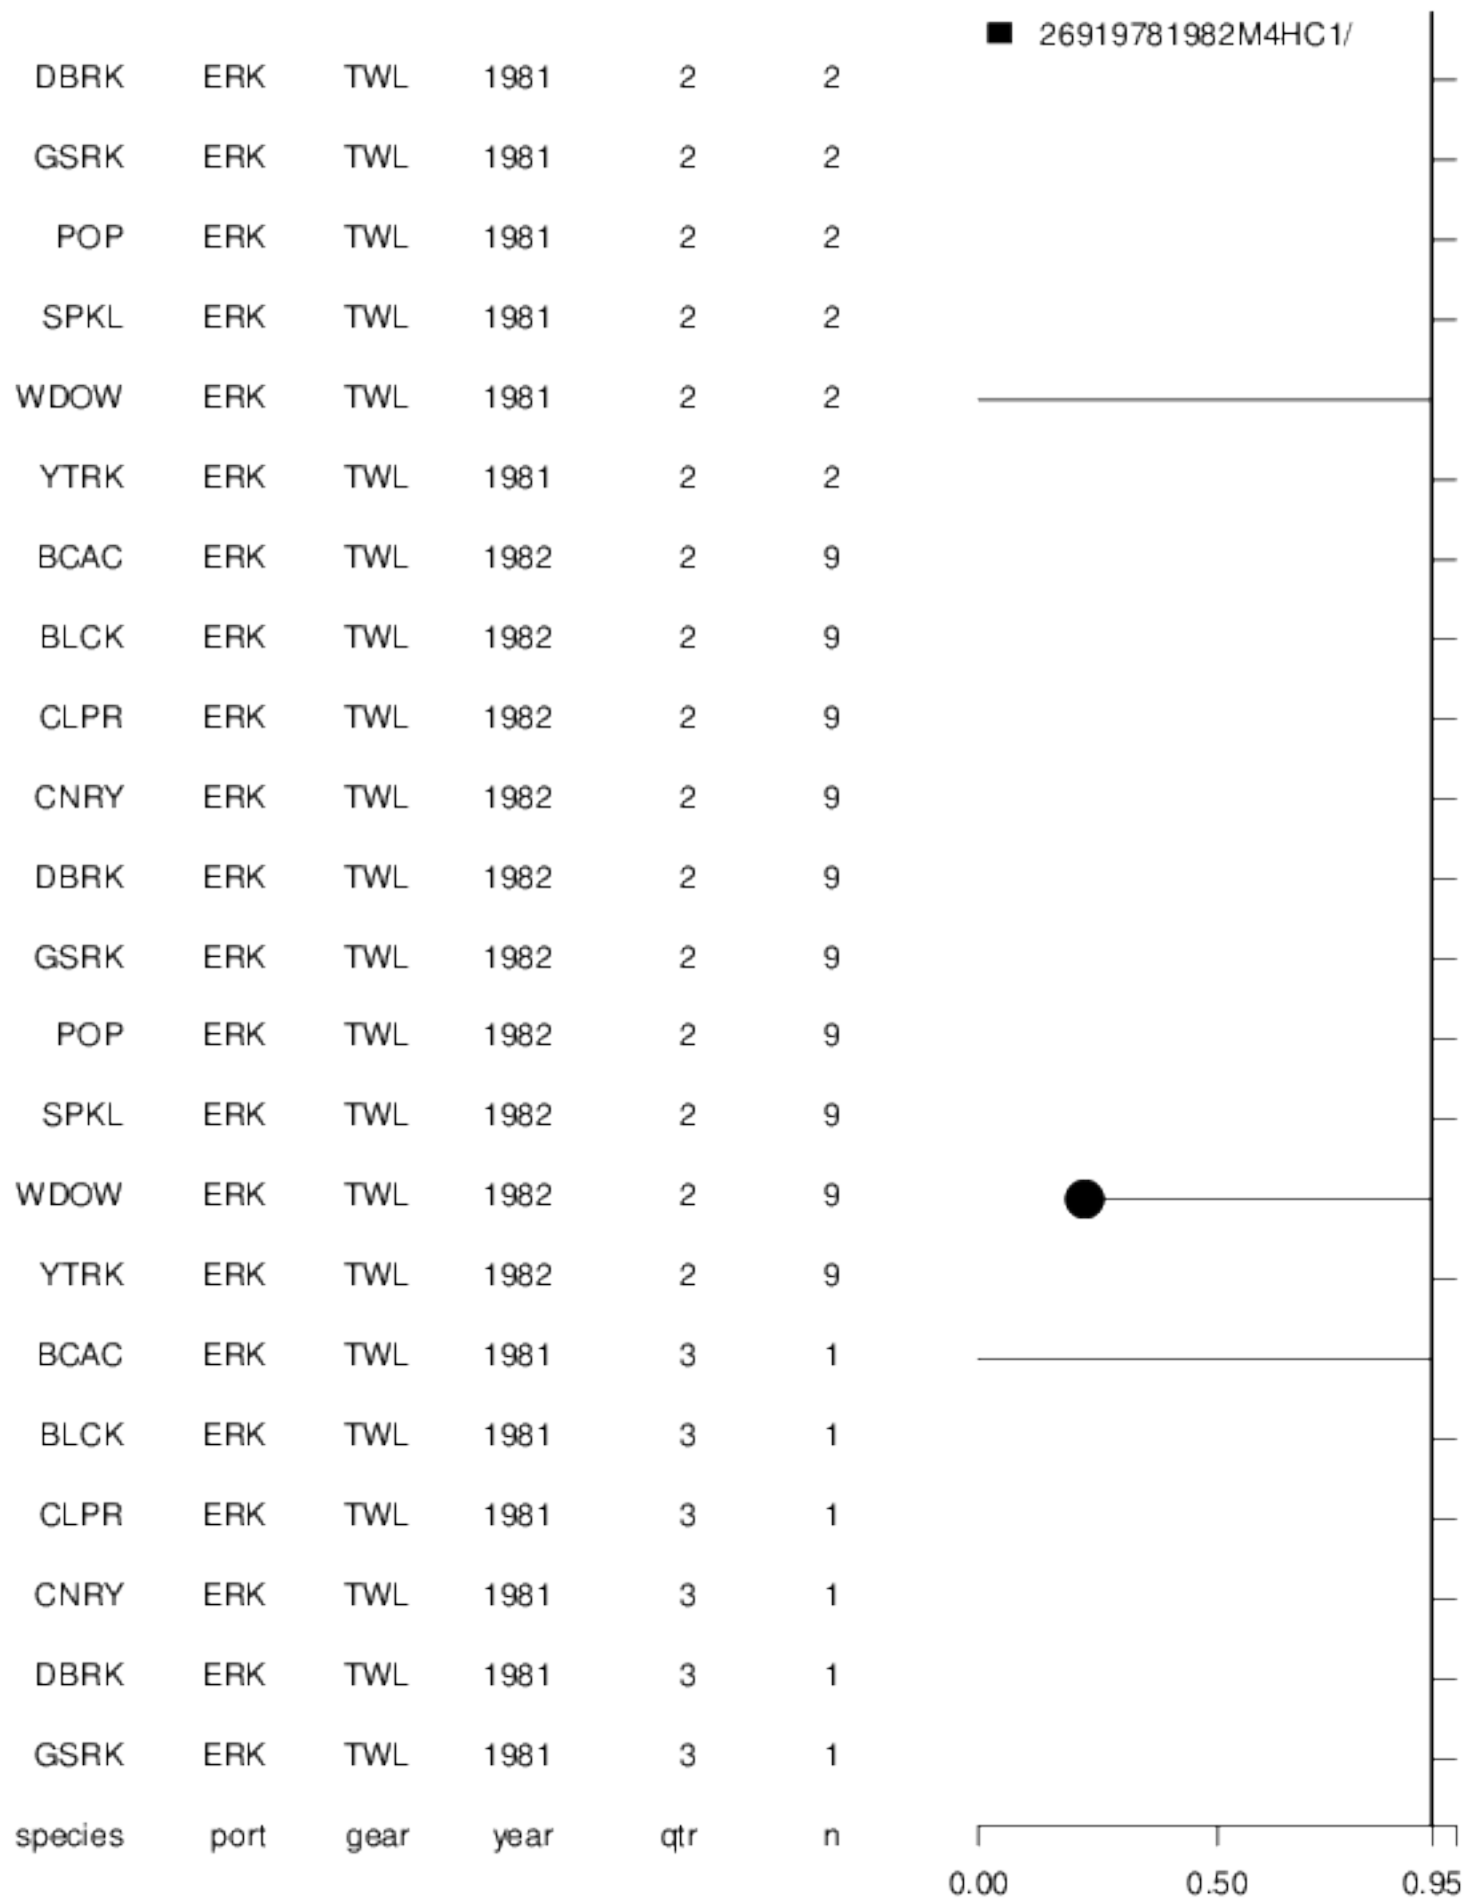 26919781982M4HC1/
DBRK ERK TWL 1981 2 2
GSRK ERK TWL 1981 2 2
POP ERK TWL 1981 2 2
SPKL ERK TWL 1981 2 2
WDOW ERK TWL 1981 2 2
YTRK ERK TWL 1981 2 2
BCAC ERK TWL 1982 2 9
BLCK ERK TWL 1982 2 9
CLPR ERK TWL 1982 2 9
CNRY ERK TWL 1982 2 9
DBRK ERK TWL 1982 2 9
GSRK ERK TWL 1982 2 9
POP ERK TWL 1982 2 9
SPKL ERK TWL 1982 2 9
WDOW ERK TWL 1982 2 9
YTRK ERK TWL 1982 2 9
BCAC ERK TWL 1981 3 1
BLCK ERK TWL 1981 3 1
CLPR ERK TWL 1981 3 1
CNRY ERK TWL 1981 3 1
DBRK ERK TWL 1981 3 1
GSRK ERK TWL 1981 3 1
species port gear year qtr n
0.00 0.50 0.95